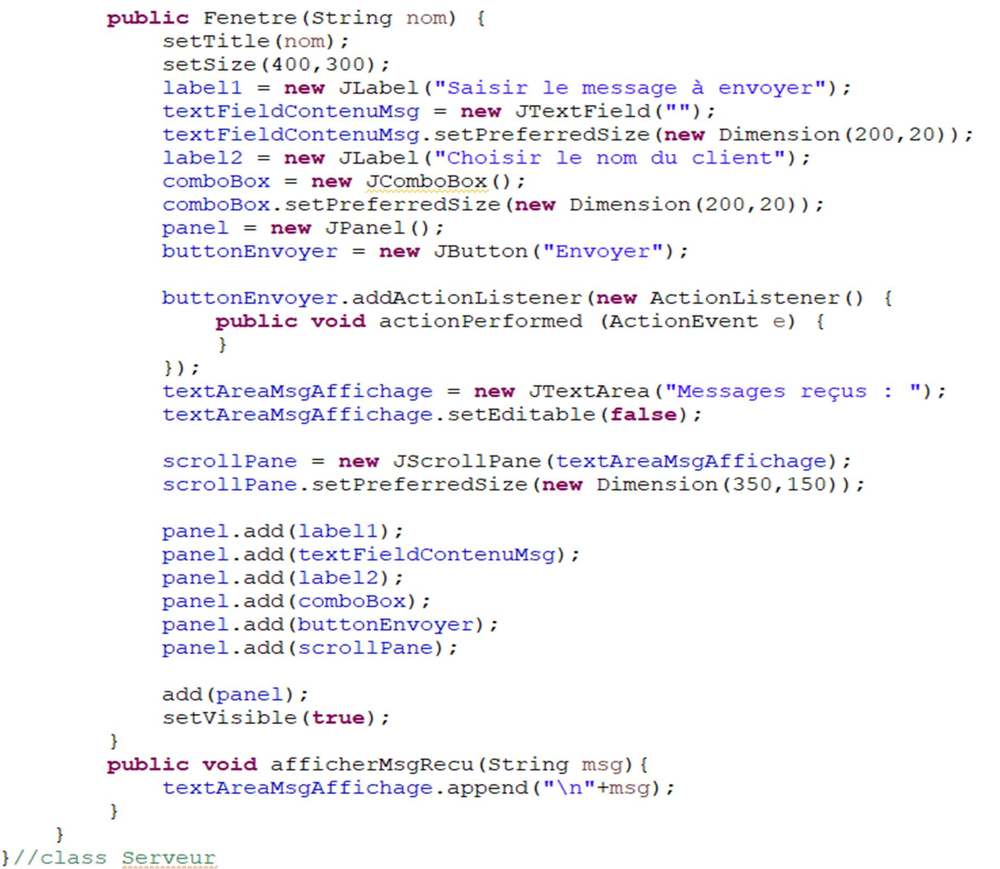 public Fenetre(String nom) {
setTitle(nom);
setSize(400,300);
label1 = new JLabel("Saisir le message à envoyer");
textFieldContenuMsg = new JTextField("");
textFieldContenuMsg.setPreferredSize(new Dimension(200,20));
label2 = new JLabel("Choisir le nom du client");
comboBox = new JComboBox();
comboBox.setPreferredSize(new Dimension(200,20));
panel = new JPanel();
buttonEnvoyer = new JButton("Envoyer");
buttonEnvoyer.addActionListener(new ActionListener() {
public void actionPerformed (ActionEvent e) {
}
});
textAreaMsgAffichage = new JTextArea("Messages reçus : ");
textAreaMsgAffichage.setEditable(false);
scrollPane = new JScrollPane(textAreaMsgAffichage);
scrollPane.setPreferredSize(new Dimension(350,150));
panel.add(label1);
panel.add(textFieldContenuMsg);
panel.add(label2);
panel.add(comboBox);
panel.add(buttonEnvoyer);
panel.add(scrollPane);
add(panel);
setVisible(true);
}
public void afficherMsgRecu(String msg){
textAreaMsgAffichage.append("\n"+msg);
}
}
}//class Serveur